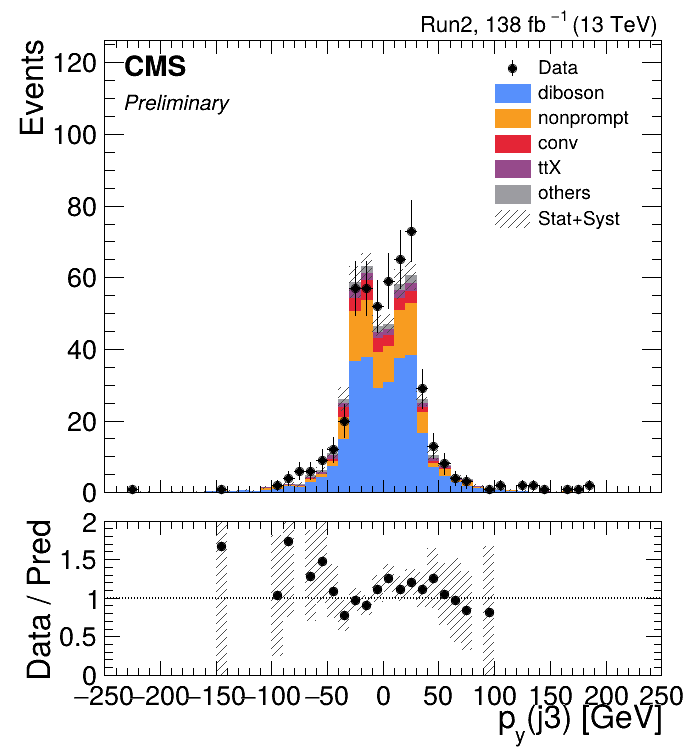 Run2, 138 fb⁻¹ (13 TeV)
Events
120
100
80
60
40
20
0
CMS
Preliminary
Data
diboson
nonprompt
conv
ttX
others
Stat+Syst
Data / Pred
2
1.5
1
0.5
0
−250 −200 −150 −100 −50 0 50 100 150 200 250
p_y(j3) [GeV]